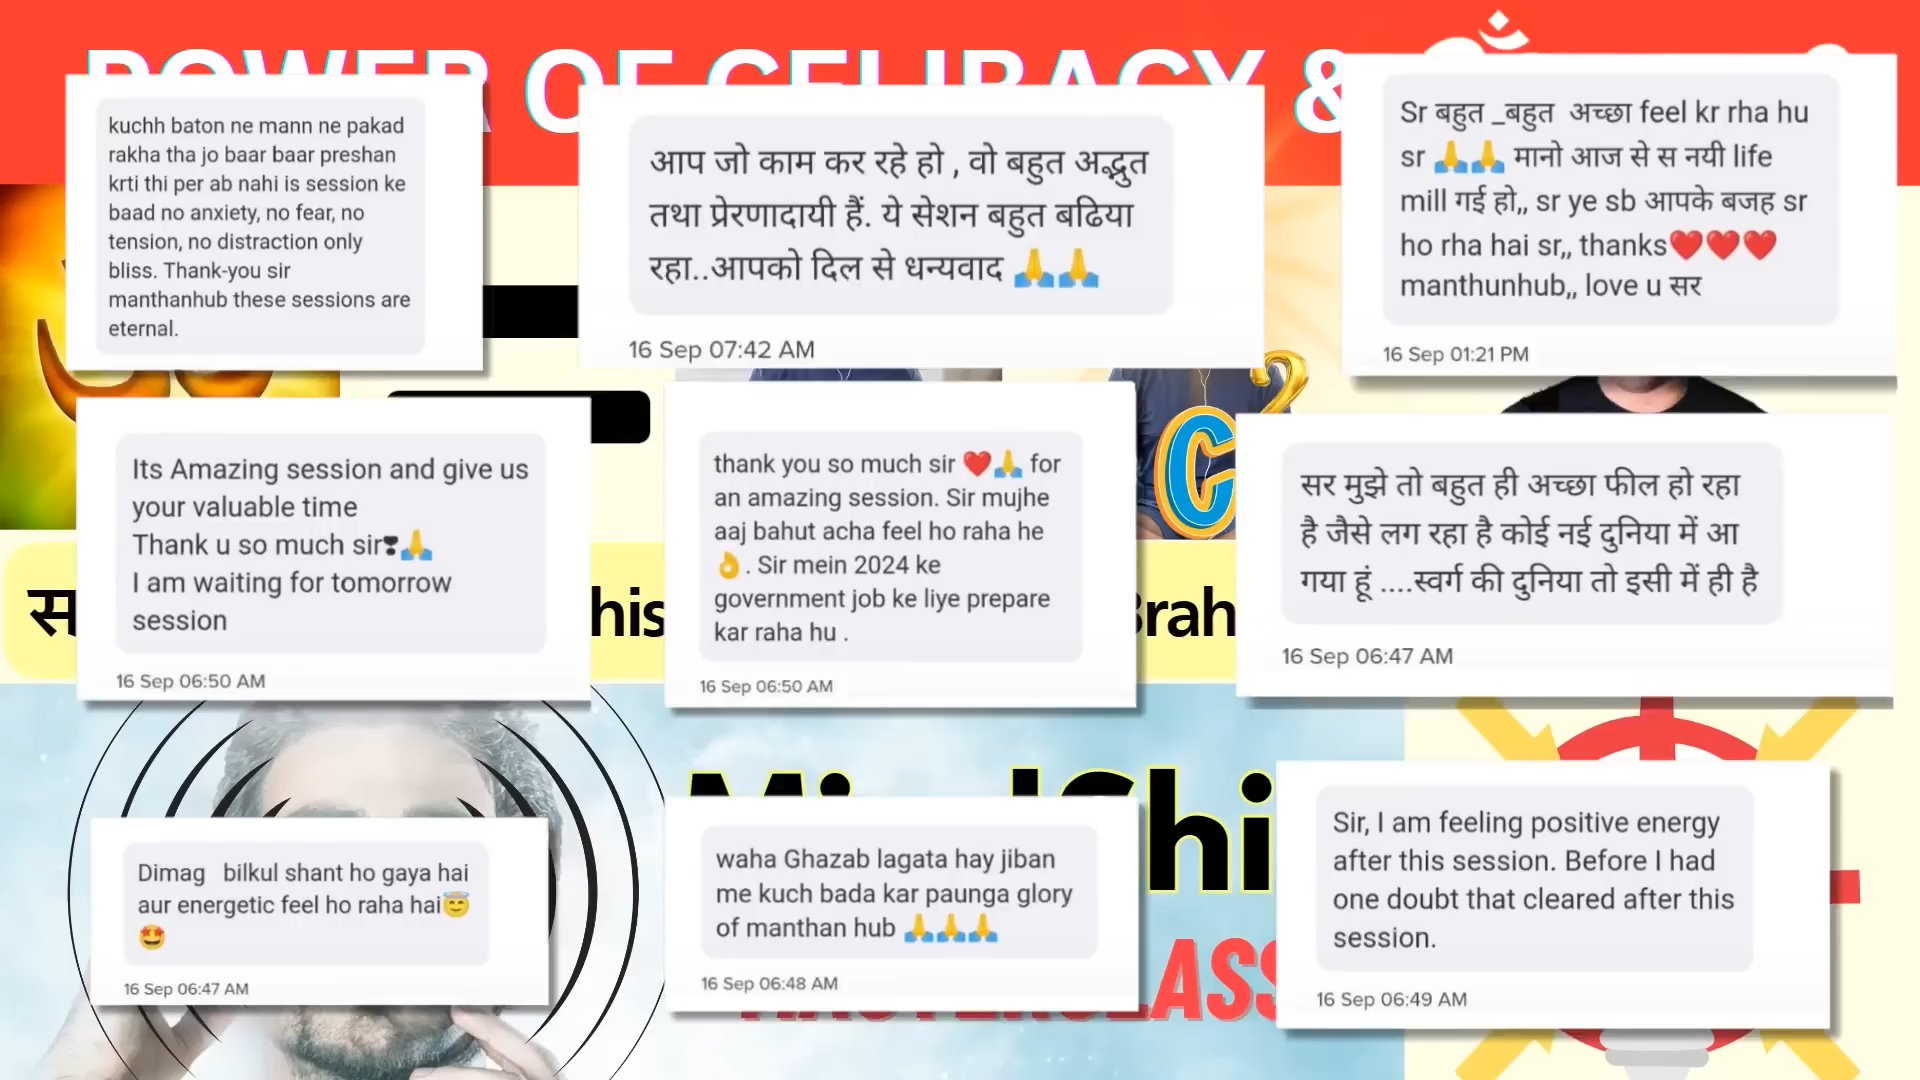 POWER OF CELIBACY &
kuchh baton ne mann ne pakad
rakha tha jo baar baar preshan
krti thi per ab nahi is session ke
baad no anxiety, no fear, no
tension, no distraction only
bliss. Thank-you sir
manthanhub these sessions are
eternal.
आप जो काम कर रहे हो , वो बहुत अद्भुत
तथा प्रेरणादायी हैं. ये सेशन बहुत बढिया
रहा..आपको दिल से धन्यवाद 🙏🙏
16 Sep 07:42 AM
Sr बहुत _बहुत अच्छा feel kr rha hu
sr 🙏🙏 मानो आज से स नयी life
mill गई हो,, sr ye sb आपके बजह sr
ho rha hai sr,, thanks❤️❤️❤️
manthunhub,, love u सर
16 Sep 01:21 PM
Its Amazing session and give us
your valuable time
Thank u so much sir❣🙏
I am waiting for tomorrow
session
16 Sep 06:50 AM
thank you so much sir ❤️🙏 for
an amazing session. Sir mujhe
aaj bahut acha feel ho raha he
👌. Sir mein 2024 ke
government job ke liye prepare
kar raha hu .
16 Sep 06:50 AM
सर मुझे तो बहुत ही अच्छा फील हो रहा
है जैसे लग रहा है कोई नई दुनिया में आ
गया हूं ....स्वर्ग की दुनिया तो इसी में ही है
16 Sep 06:47 AM
Dimag bilkul shant ho gaya hai
aur energetic feel ho raha hai😇
🤩
16 Sep 06:47 AM
waha Ghazab lagata hay jiban
me kuch bada kar paunga glory
of manthan hub 🙏🙏🙏
16 Sep 06:48 AM
Sir, I am feeling positive energy
after this session. Before I had
one doubt that cleared after this
session.
16 Sep 06:49 AM